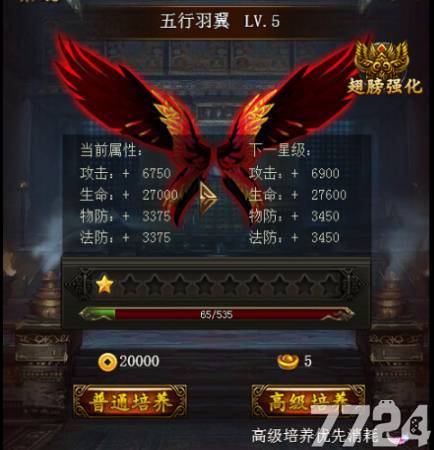 五行羽翼 LV.5
翅膀强化
当前属性: 下一星级:
攻击: + 6750 攻击: + 6900
生命: + 27000 生命: + 27600
物防: + 3375 物防: + 3450
法防: + 3375 法防: + 3450
65/535
20000 5
普通培养 高级培养
高级培养优先消耗
7724